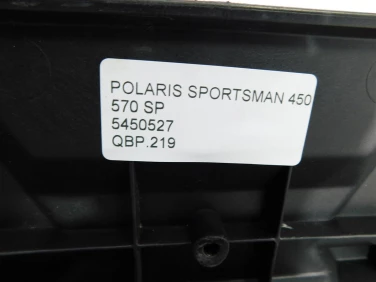 POLARIS SPORTSMAN 450
570 SP
5450527
QBP.219